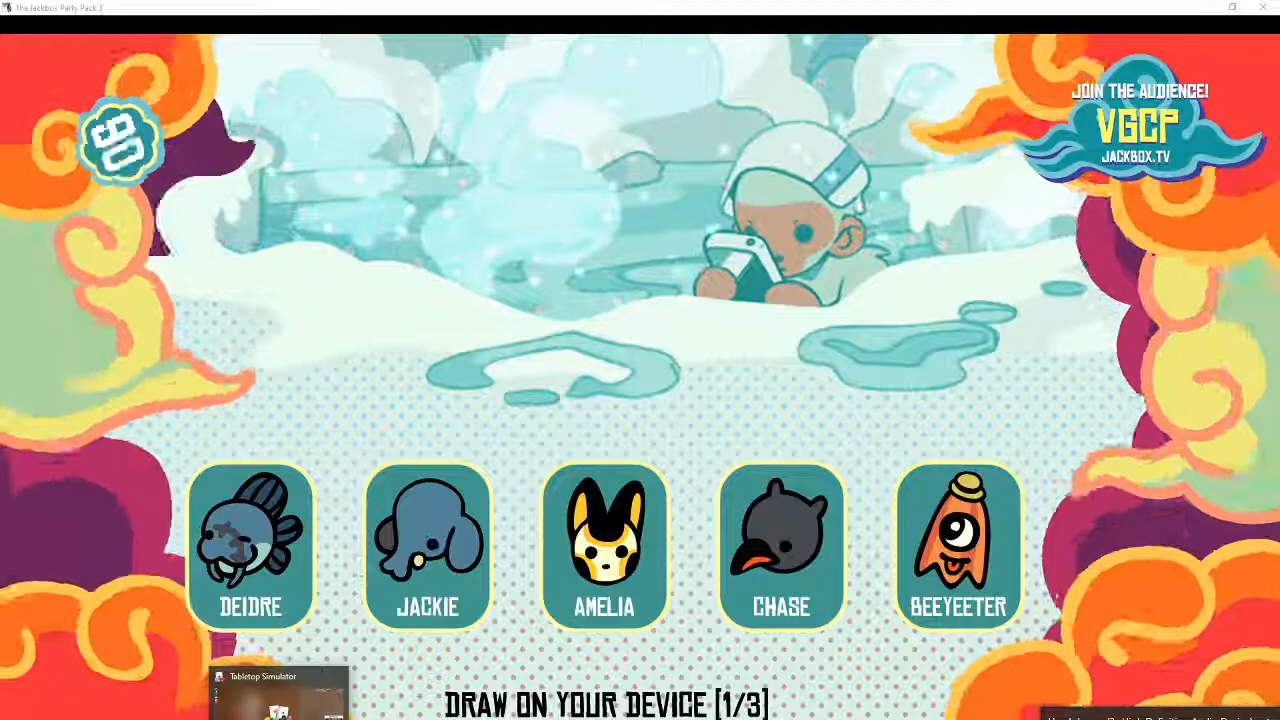 The Jackbox Party Pack 3
JOIN THE AUDIENCE!
VGCP
JACKBOX.TV
80
DEIDRE
JACKIE
AMELIA
CHASE
BEEYEETER
Tabletop Simulator
DRAW ON YOUR DEVICE [1/3]